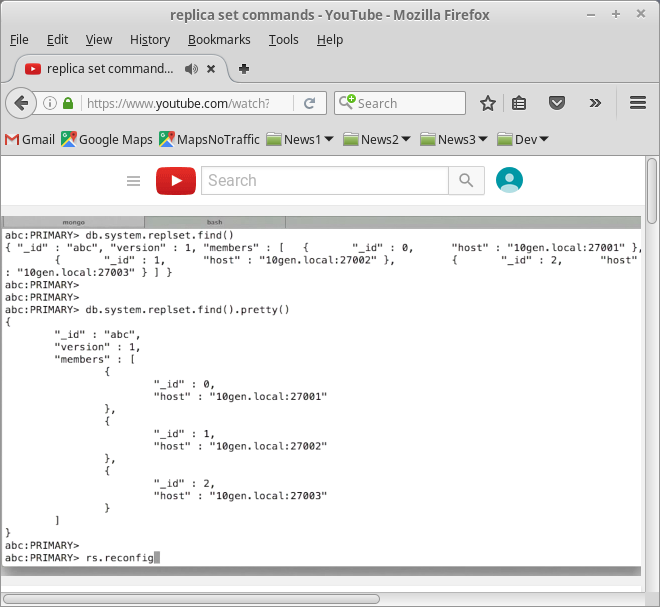 replica set commands - YouTube - Mozilla Firefox
File Edit View History Bookmarks Tools Help
replica set command...
https://www.youtube.com/watch? Search
Gmail Google Maps MapsNoTraffic News1 News2 News3 Dev
Search
mongo bash
abc:PRIMARY> db.system.replset.find()
{ "_id" : "abc", "version" : 1, "members" : [ { "_id" : 0, "host" : "10gen.local:27001" },
{ "_id" : 1, "host" : "10gen.local:27002" }, { "_id" : 2, "host"
: "10gen.local:27003" } ] }
abc:PRIMARY>
abc:PRIMARY>
abc:PRIMARY> db.system.replset.find().pretty()
{
"_id" : "abc",
"version" : 1,
"members" : [
{
"_id" : 0,
"host" : "10gen.local:27001"
},
{
"_id" : 1,
"host" : "10gen.local:27002"
},
{
"_id" : 2,
"host" : "10gen.local:27003"
}
]
}
abc:PRIMARY>
abc:PRIMARY> rs.reconfig